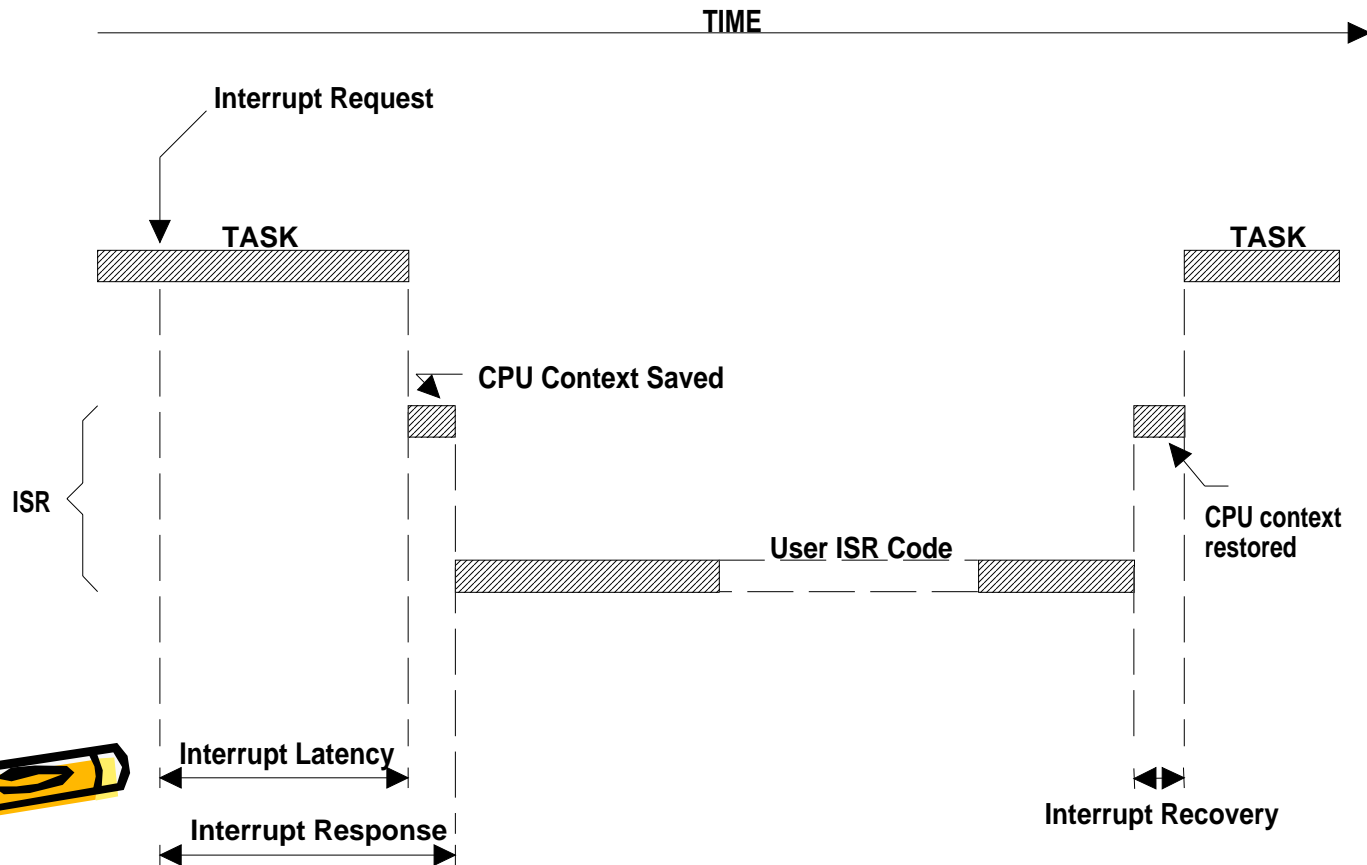 TIME
Interrupt Request
TASK
TASK
CPU Context Saved
ISR
CPU context
restored
User ISR Code
Interrupt Latency
Interrupt Recovery
Interrupt Response